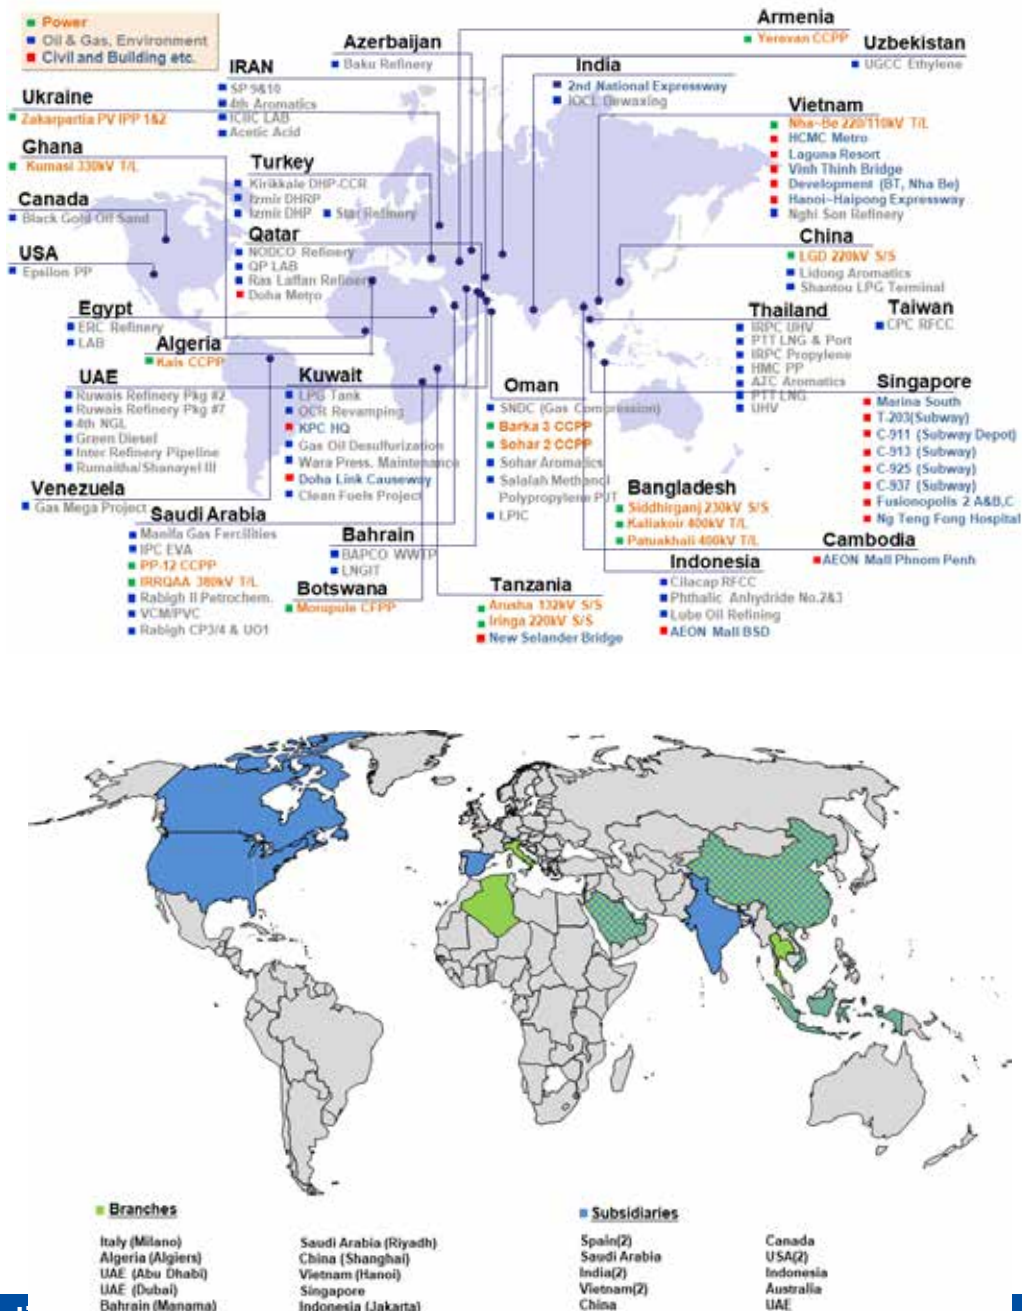 Power
Oil & Gas, Environment
Civil and Building etc.
Armenia
Yerevan CCPP
Azerbaijan
Baku Refinery
Uzbekistan
UGCC Ethylene
IRAN
SP 9&10
4th Aromatics
ICIIC LAB
Acetic Acid
India
2nd National Expressway
IOCL Dewaxing
Ukraine
Zakarpartia PV IPP 1&2
Vietnam
Nha-Be 220/110kV T/L
HCMC Metro
Laguna Resort
Vinh Thinh Bridge
Development (BT, Nha Be)
Hanoi-Haipong Expressway
Nghi Son Refinery
Ghana
Kumasi 330kV T/L
Turkey
Kirikkale DHP-CCR
Izmir DHRP
Izmir DHP Star Refinery
Canada
Black Gold Oil Sand
Qatar
NODCO Refinery
QP LAB
Ras Laffan Refinery
Doha Metro
China
LGD 220kV S/S
Lidong Aromatics
Shantou LPG Terminal
USA
Epsilon PP
Egypt
ERC Refinery
LAB
Thailand
IRPC UHV
PTT LNG & Port
IRPC Propylene
HMC PP
ATC Aromatics
PTT LNG
UHV
Taiwan
CPC RFCC
Algeria
Kais CCPP
UAE
Ruwais Refinery Pkg #2
Ruwais Refinery Pkg #7
4th NGL
Green Diesel
Inter Refinery Pipeline
Rumaitha/Shanayel III
Kuwait
LPG Tank
OCR Revamping
KPC HQ
Gas Oil Desulfurization
Wara Press. Maintenance
Doha Link Causeway
Clean Fuels Project
Oman
SNDC (Gas Compression)
Barka 3 CCPP
Sohar 2 CCPP
Sohar Aromatics
Salalah Methanol
Polypropylene PJT
LPIC
Singapore
Marina South
T-203(Subway)
C-911 (Subway Depot)
C-913 (Subway)
C-925 (Subway)
C-937 (Subway)
Fusionopolis 2 A&B,C
Ng Teng Fong Hospital
Venezuela
Gas Mega Project
Bangladesh
Siddhirganj 230kV S/S
Kaliakoir 400kV T/L
Patuakhali 400kV T/L
Saudi Arabia
Manifa Gas Fercilities
IPC EVA
PP-12 CCPP
IRRQAA 380kV T/L
Rabigh II Petrochem.
VCM/PVC
Rabigh CP3/4 & UO1
Bahrain
BAPCO WWTP
LNGIT
Cambodia
AEON Mall Phnom Penh
Indonesia
Cilacap RFCC
Phthalic Anhydride No.2&3
Lube Oil Refining
AEON Mall BSD
Botswana
Morupule CFPP
Tanzania
Arusha 132kV S/S
Iringa 220kV S/S
New Selander Bridge
Branches
Italy (Milano)
Algeria (Algiers)
UAE (Abu Dhabi)
UAE (Dubai)
Bahrain (Manama)
Saudi Arabia (Riyadh)
China (Shanghai)
Vietnam (Hanoi)
Singapore
Indonesia (Jakarta)
Subsidiaries
Spain(2)
Saudi Arabia
India(2)
Vietnam(2)
China
Canada
USA(2)
Indonesia
Australia
UAE